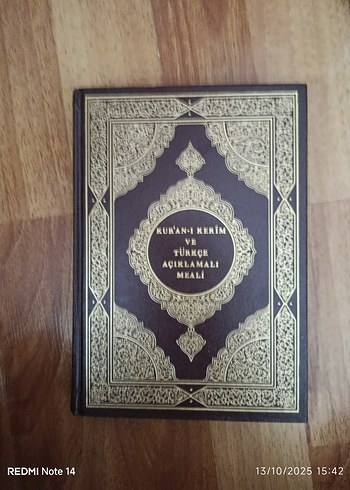 KUR'AN-I KERİM
VE
TÜRKÇE
AÇIKLAMALI
MEALİ
REDMI Note 14
13/10/2025 15:42